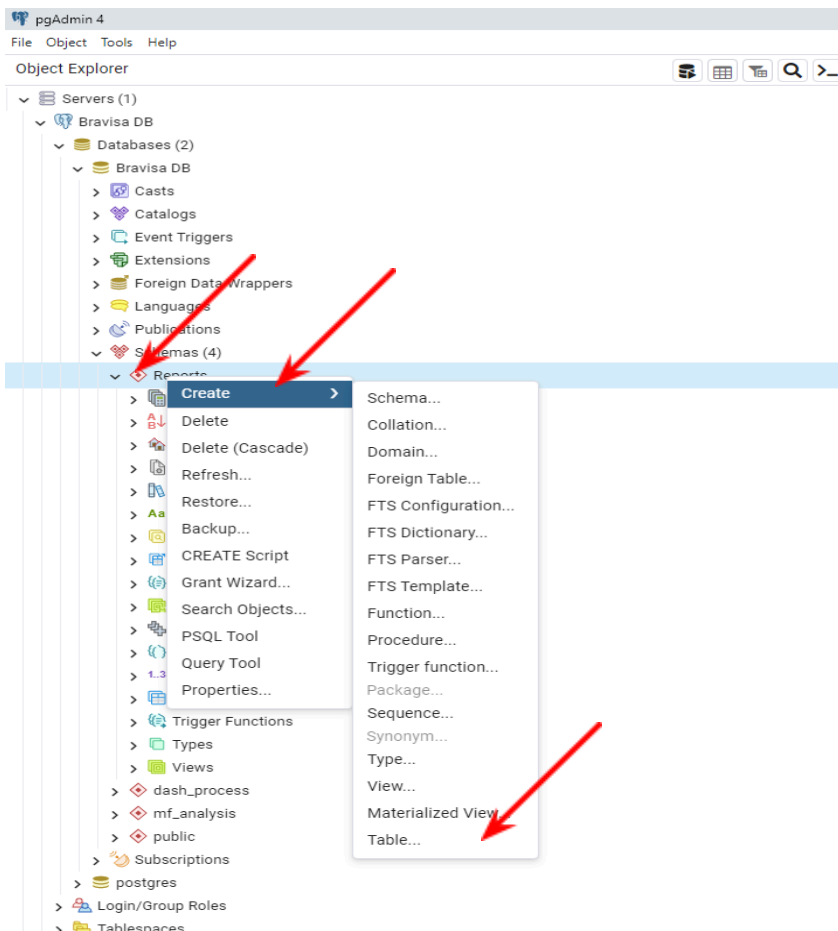 pgAdmin 4
File Object Tools Help
Object Explorer
Servers (1)
Bravisa DB
Databases (2)
Bravisa DB
Casts
Catalogs
Event Triggers
Extensions
Foreign Data Wrappers
Languages
Publications
Schemas (4)
Reports
Create
Delete
Delete (Cascade)
Refresh...
Restore...
Backup...
CREATE Script
Grant Wizard...
Search Objects...
PSQL Tool
Query Tool
Properties...
Schema...
Collation...
Domain...
Foreign Table...
FTS Configuration...
FTS Dictionary...
FTS Parser...
FTS Template...
Function...
Procedure...
Trigger function...
Package...
Sequence...
Synonym...
Type...
View...
Materialized View...
Table...
Trigger Functions
Types
Views
dash_process
mf_analysis
public
Subscriptions
postgres
Login/Group Roles
Tablespaces